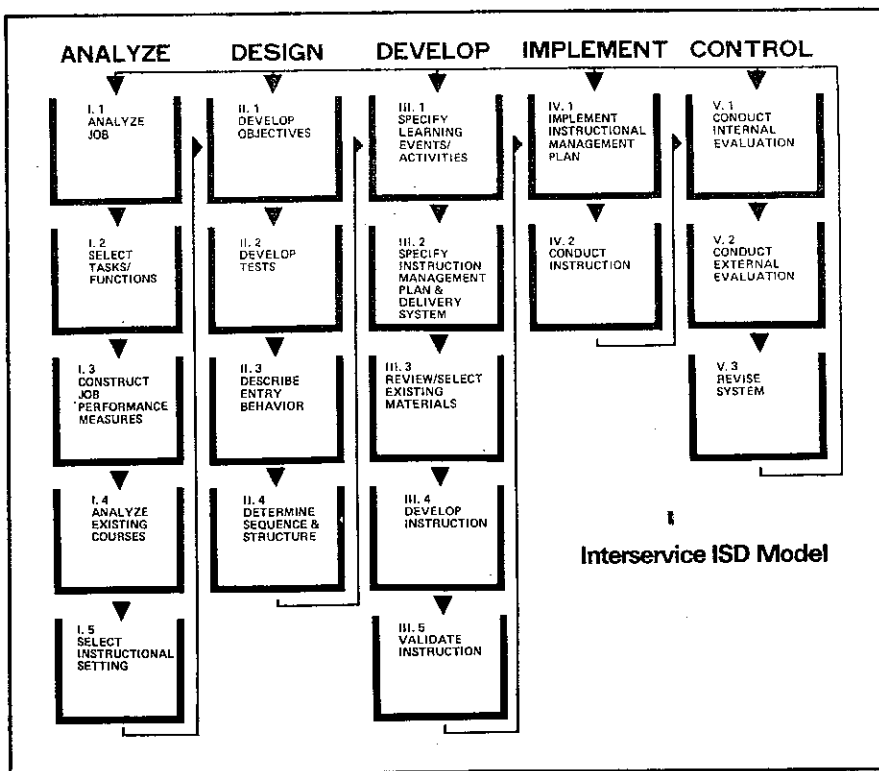 ANALYZE
DESIGN
DEVELOP
IMPLEMENT
CONTROL
I. 1
ANALYZE
JOB
I. 2
SELECT
TASKS/
FUNCTIONS
I. 3
CONSTRUCT
JOB
PERFORMANCE
MEASURES
I. 4
ANALYZE
EXISTING
COURSES
I. 5
SELECT
INSTRUCTIONAL
SETTING
II. 1
DEVELOP
OBJECTIVES
II. 2
DEVELOP
TESTS
II. 3
DESCRIBE
ENTRY
BEHAVIOR
II. 4
DETERMINE
SEQUENCE &
STRUCTURE
III. 1
SPECIFY
LEARNING
EVENTS/
ACTIVITIES
III. 2
SPECIFY
INSTRUCTION
MANAGEMENT
PLAN &
DELIVERY
SYSTEM
III. 3
REVIEW/SELECT
EXISTING
MATERIALS
III. 4
DEVELOP
INSTRUCTION
III. 5
VALIDATE
INSTRUCTION
IV. 1
IMPLEMENT
INSTRUCTIONAL
MANAGEMENT
PLAN
IV. 2
CONDUCT
INSTRUCTION
V. 1
CONDUCT
INTERNAL
EVALUATION
V. 2
CONDUCT
EXTERNAL
EVALUATION
V. 3
REVISE
SYSTEM
Interservice ISD Model